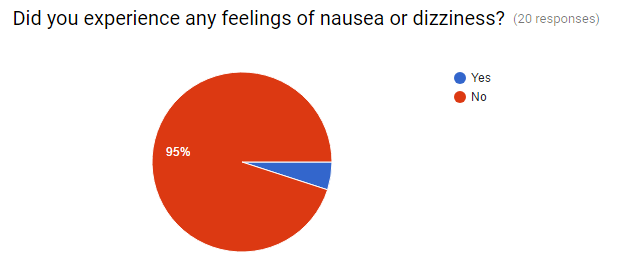 Did you experience any feelings of nausea or dizziness? (20 responses)
Yes
No
95%